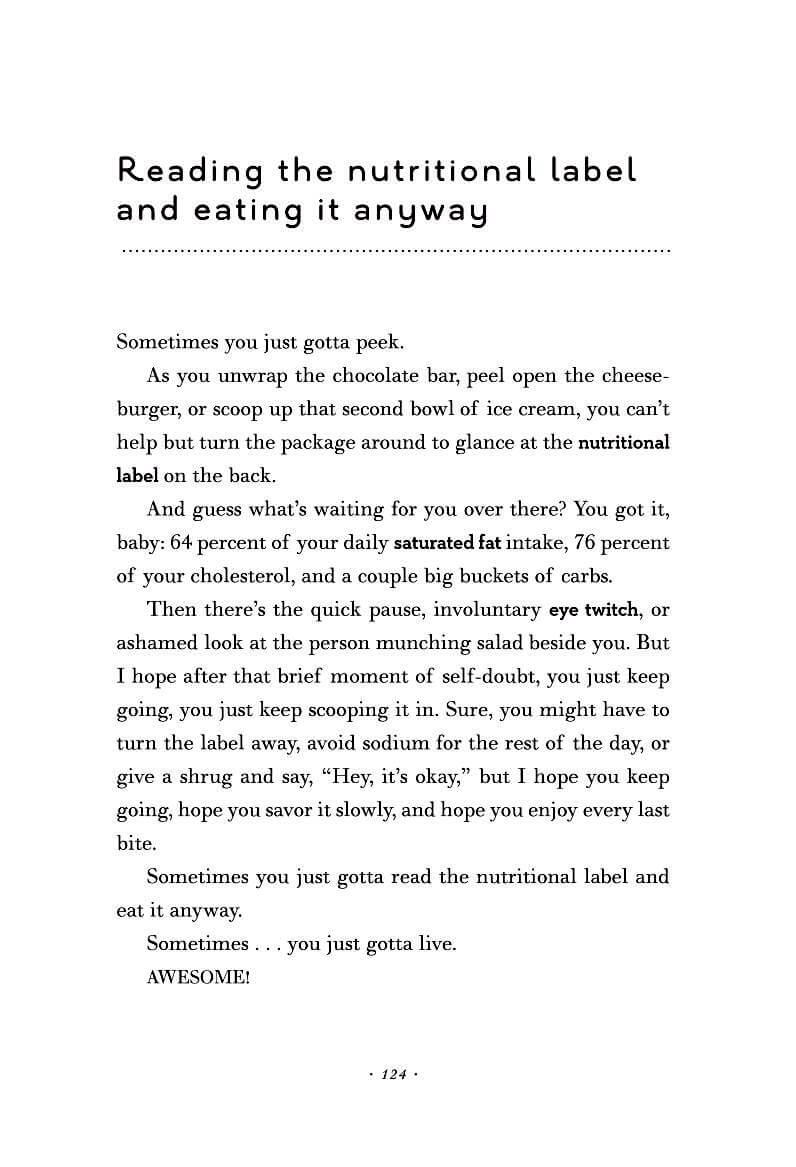 Reading the nutritional label
and eating it anyway
Sometimes you just gotta peek.
As you unwrap the chocolate bar, peel open the cheese-
burger, or scoop up that second bowl of ice cream, you can’t
help but turn the package around to glance at the nutritional
label on the back.
And guess what’s waiting for you over there? You got it,
baby: 64 percent of your daily saturated fat intake, 76 percent
of your cholesterol, and a couple big buckets of carbs.
Then there’s the quick pause, involuntary eye twitch, or
ashamed look at the person munching salad beside you. But
I hope after that brief moment of self-doubt, you just keep
going, you just keep scooping it in. Sure, you might have to
turn the label away, avoid sodium for the rest of the day, or
give a shrug and say, “Hey, it’s okay,” but I hope you keep
going, hope you savor it slowly, and hope you enjoy every last
bite.
Sometimes you just gotta read the nutritional label and
eat it anyway.
Sometimes . . . you just gotta live.
AWESOME!
· 124 ·